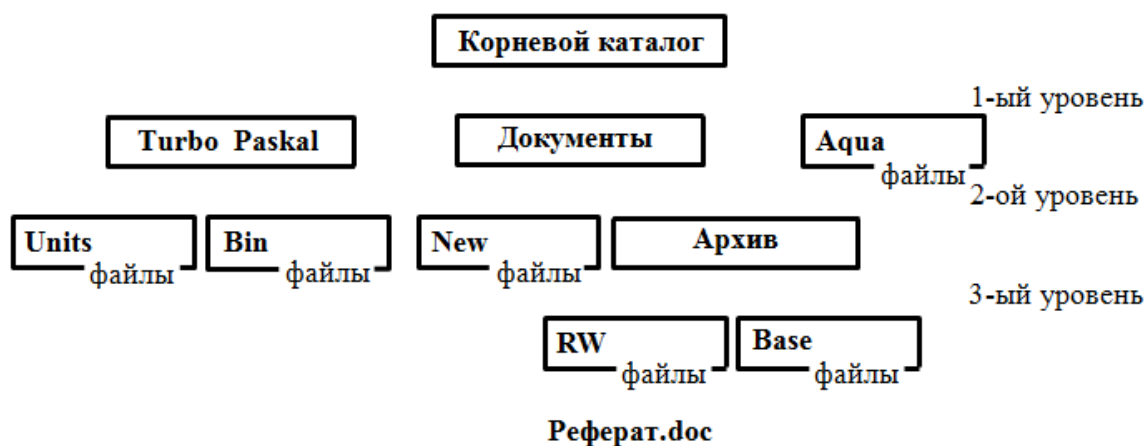 Корневой каталог
1-ый уровень
Turbo Paskal
Документы
Aqua
файлы
2-ой уровень
Units
файлы
Bin
файлы
New
файлы
Архив
3-ый уровень
RW
файлы
Base
файлы
Реферат.doc